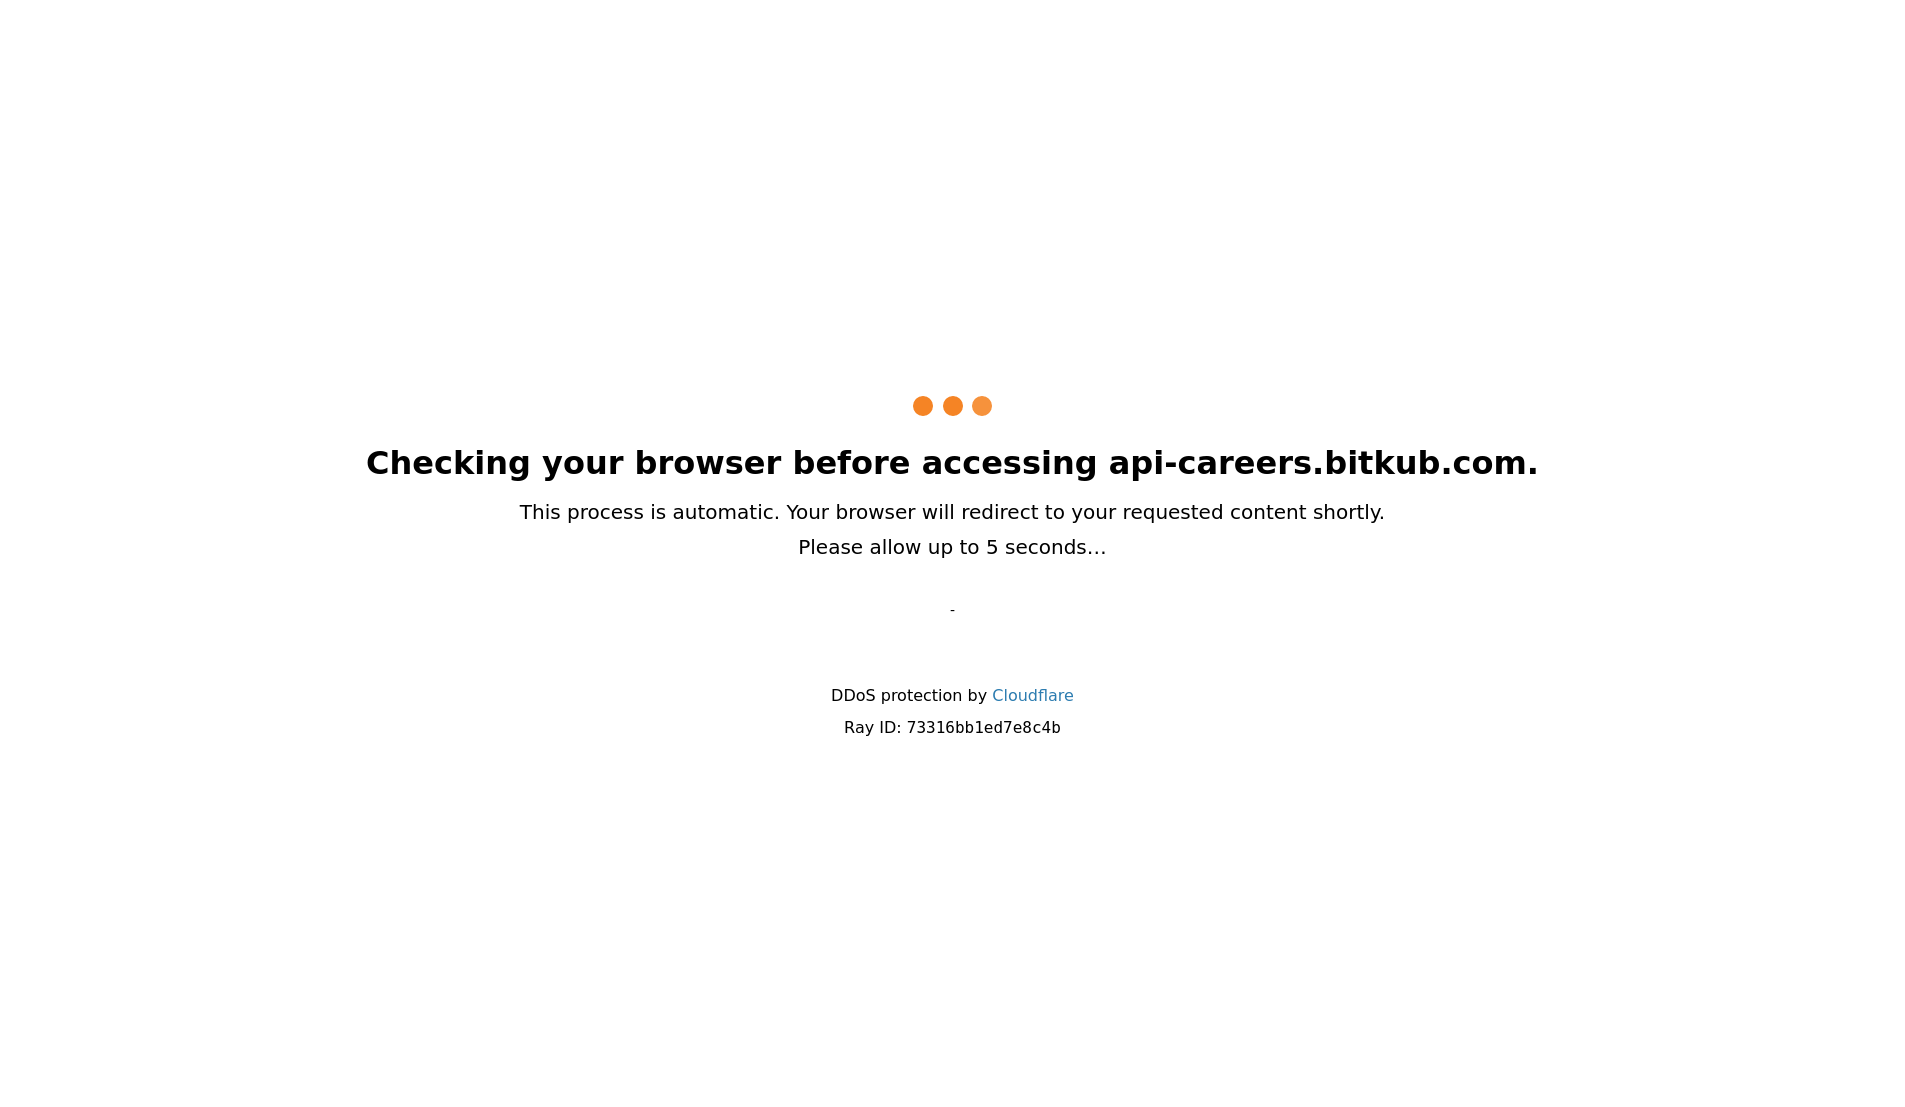 Checking your browser before accessing api-careers.bitkub.com.
This process is automatic. Your browser will redirect to your requested content shortly.
Please allow up to 5 seconds…
-
DDoS protection by Cloudflare
Ray ID: 73316bb1ed7e8c4b